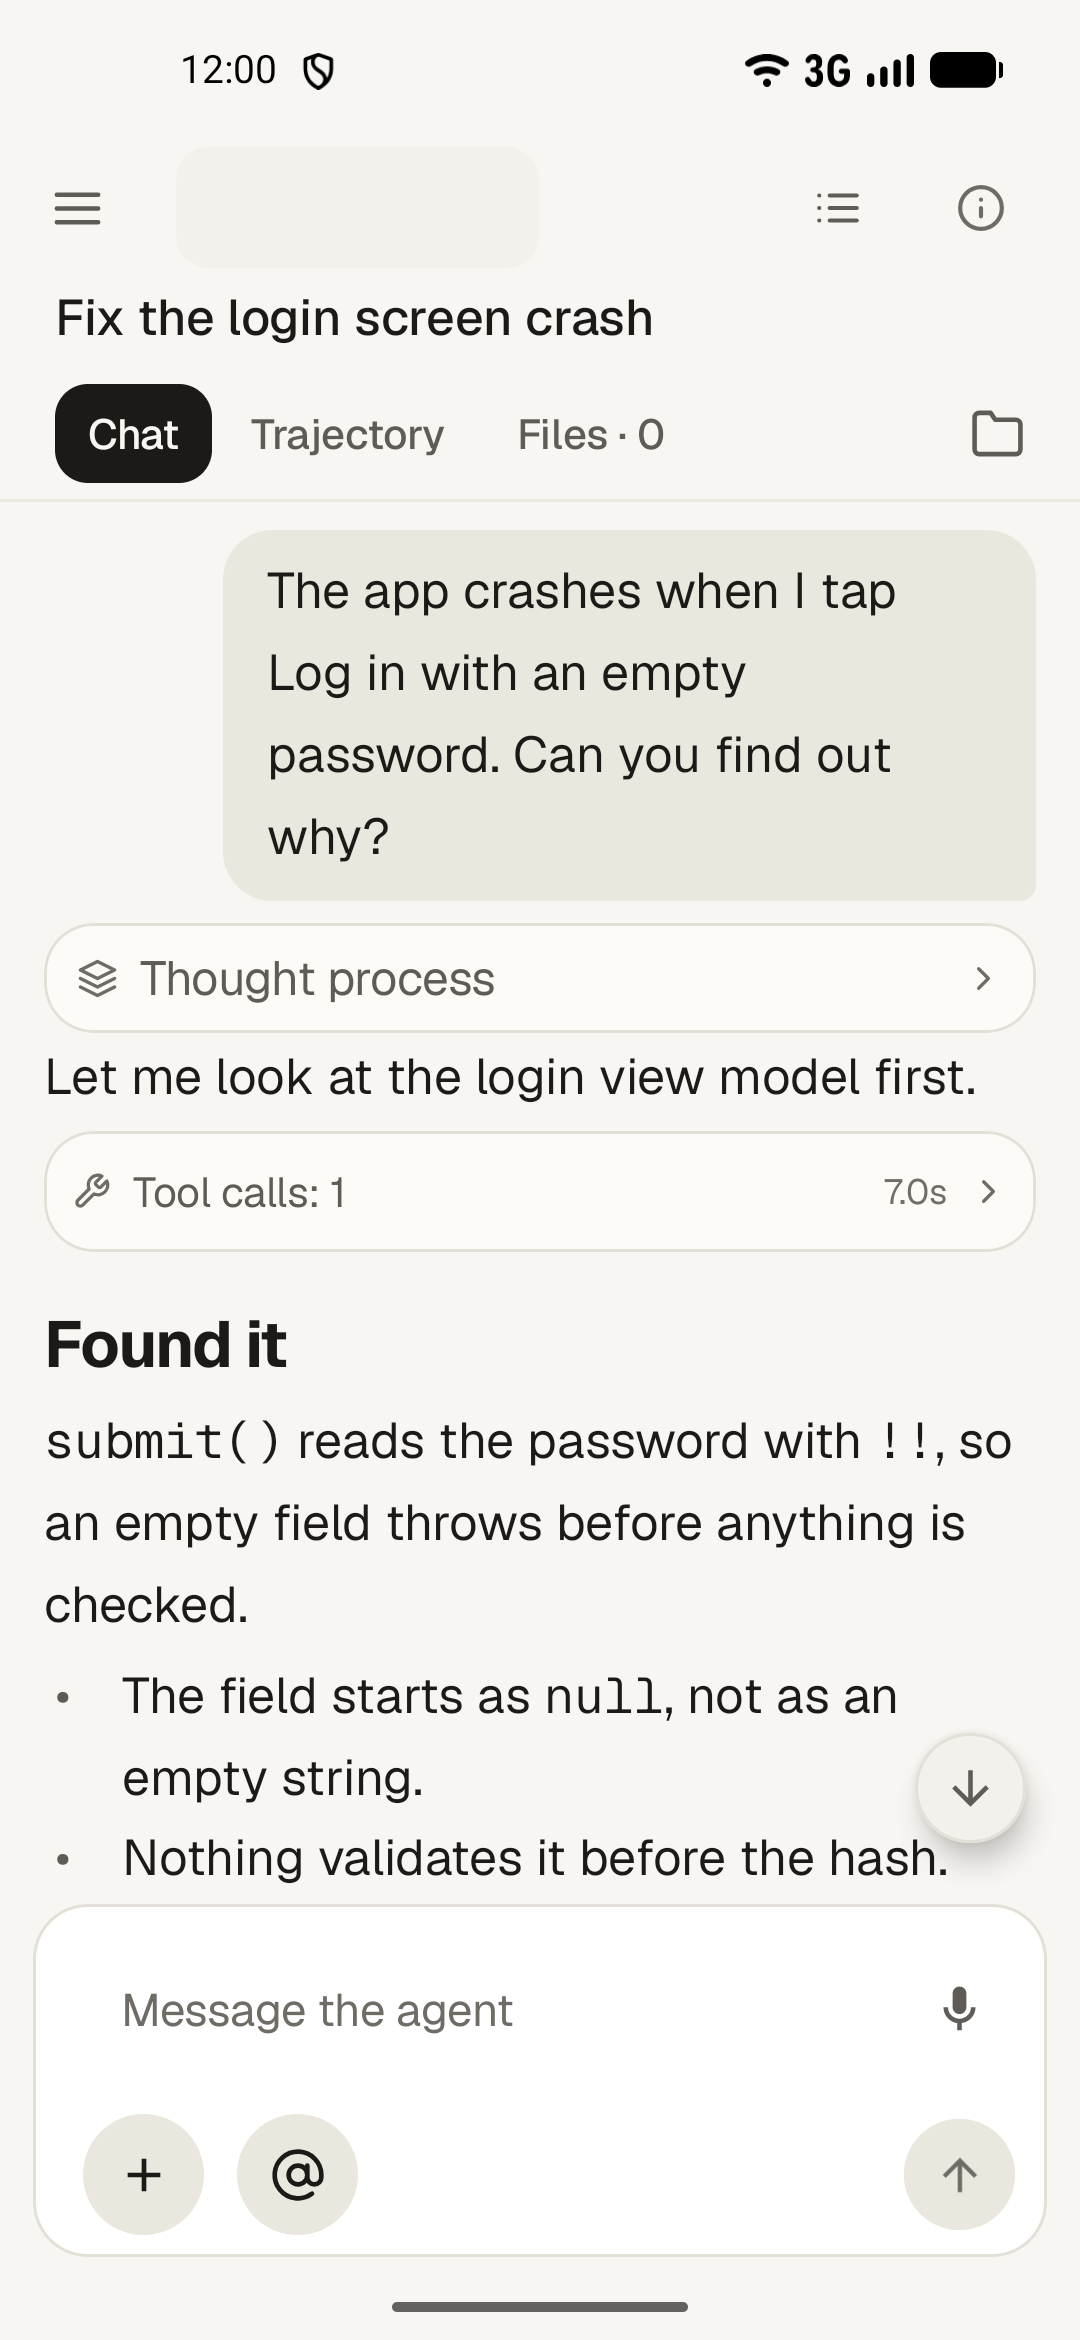 12:00
3G
Fix the login screen crash
Chat
Trajectory
Files · 0
The app crashes when I tap
Log in with an empty
password. Can you find out
why?
Thought process
Let me look at the login view model first.
Tool calls: 1
7.0s
Found it
submit() reads the password with !!, so
an empty field throws before anything is
checked.
• The field starts as null, not as an
empty string.
• Nothing validates it before the hash.
Message the agent